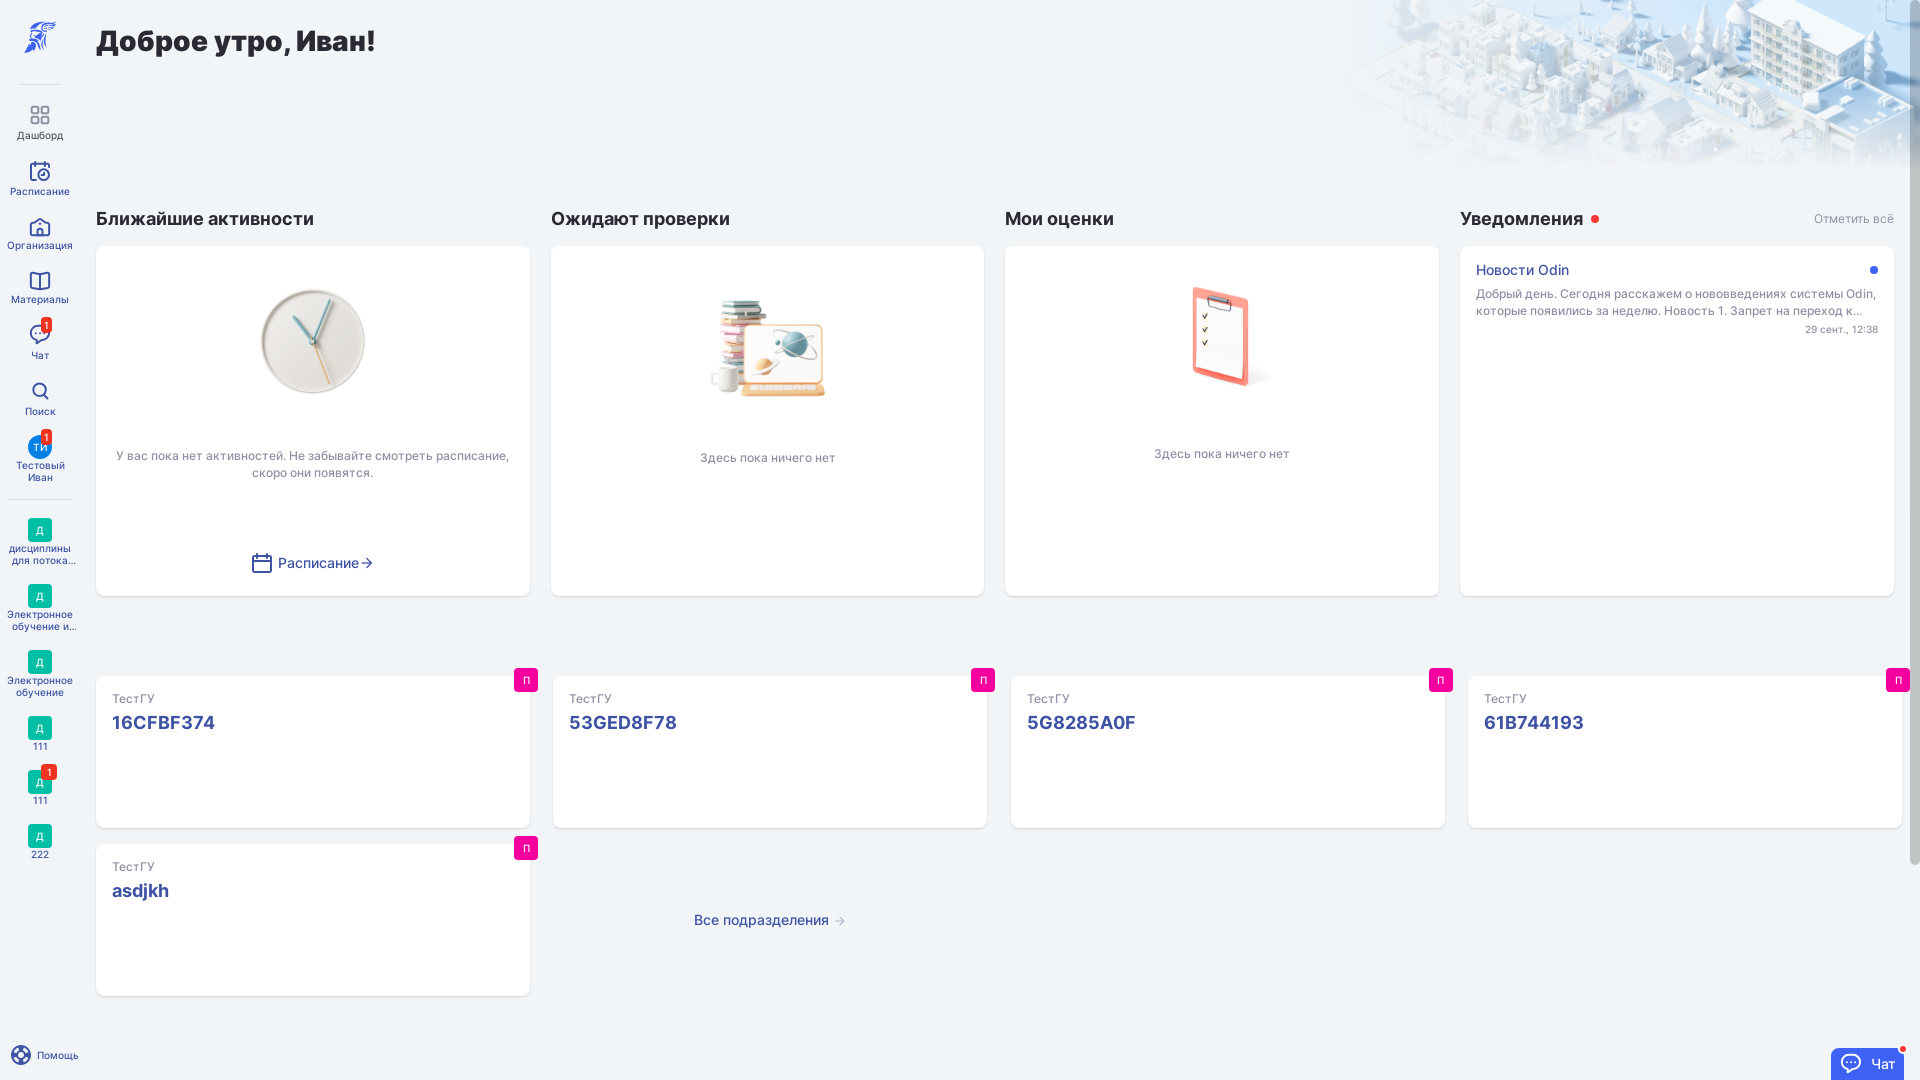 Доброе утро, Иван!
Дашборд
Расписание
Организация
Материалы
1
Чат
Поиск
1
ТИ
Тестовый
Иван
Д
дисциплины
для потока...
Д
Электронное
обучение и...
Д
Электронное
обучение
Д
111
1
Д
111
Д
222
Помощь
Ближайшие активности
У вас пока нет активностей. Не забывайте смотреть расписание,
скоро они появятся.
Расписание
Ожидают проверки
Здесь пока ничего нет
Мои оценки
Здесь пока ничего нет
Уведомления
Отметить всё
Новости Odin
Добрый день. Сегодня расскажем о нововведениях системы Odin,
которые появились за неделю. Новость 1. Запрет на переход к...
29 сент., 12:38
П
ТестГУ
16CFBF374
П
ТестГУ
53GED8F78
П
ТестГУ
5G8285A0F
П
ТестГУ
61B744193
П
ТестГУ
asdjkh
Все подразделения
Чат